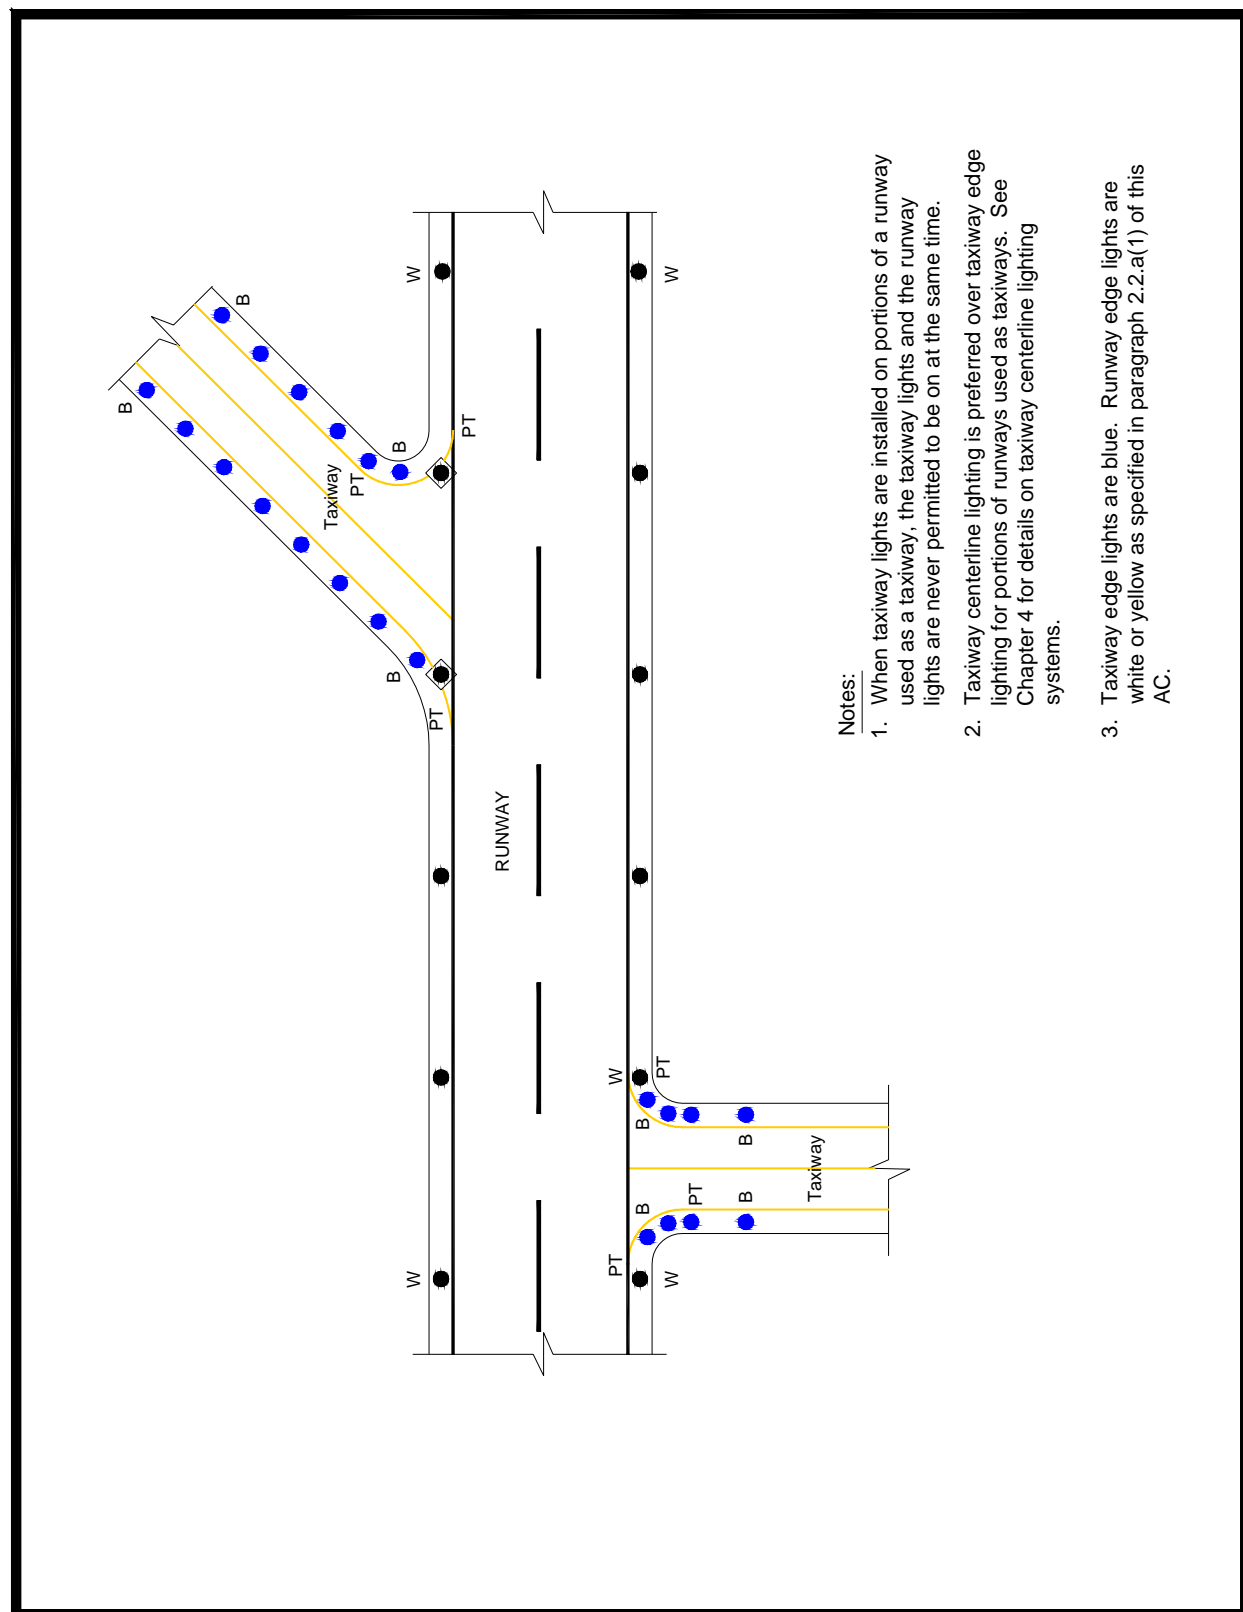 B
B
Taxiway
PT
B
B
W
W
PT
PT
RUNWAY
PT
W
B
B
PT
W
W
PT
B
B
Taxiway
Notes:
1. When taxiway lights are installed on portions of a runway
used as a taxiway, the taxiway lights and the runway
lights are never permitted to be on at the same time.
2. Taxiway centerline lighting is preferred over taxiway edge
lighting for portions of runways used as taxiways. See
Chapter 4 for details on taxiway centerline lighting
systems.
3. Taxiway edge lights are blue. Runway edge lights are
white or yellow as specified in paragraph 2.2.a(1) of this
AC.